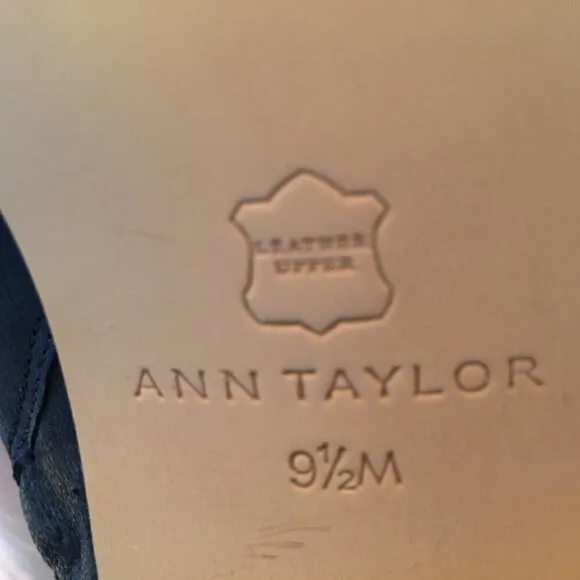 LEATHER
UPPER
ANN TAYLOR
9½M